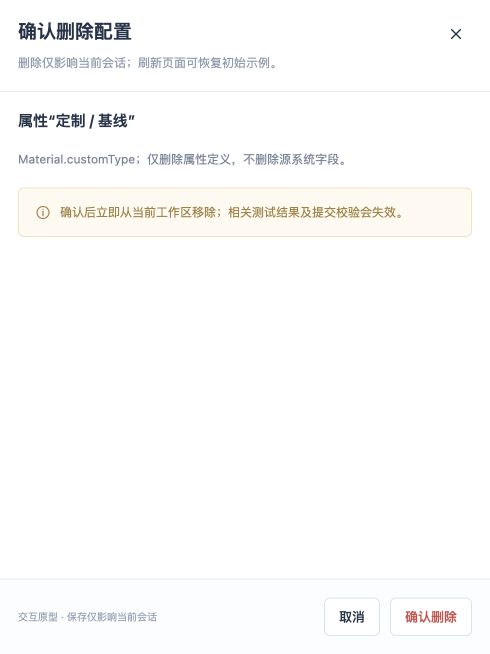 确认删除配置
删除仅影响当前会话；刷新页面可恢复初始示例。
属性“定制 / 基线”
Material.customType；仅删除属性定义，不删除源系统字段。
确认后立即从当前工作区移除；相关测试结果及提交校验会失效。
交互原型 · 保存仅影响当前会话
取消
确认删除